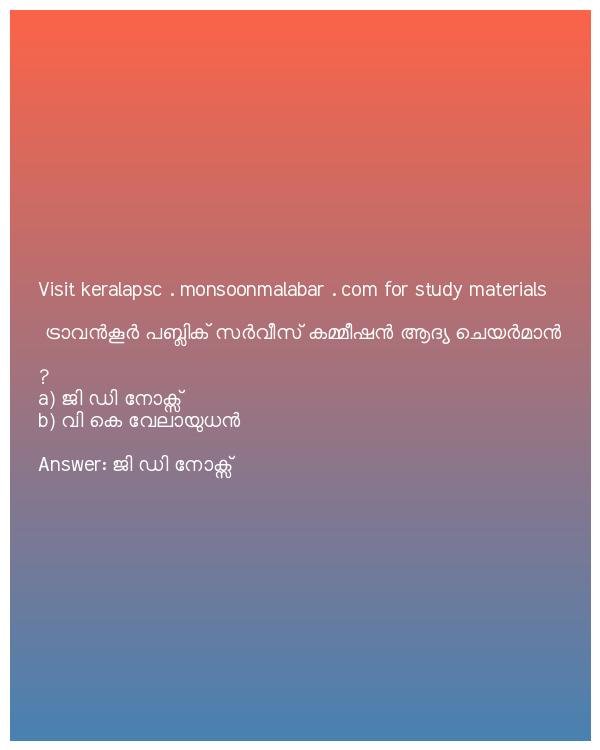 Visit keralapsc . monsoonmalabar . com for study materials
ട്രാവൻകൂർ പബ്ലിക് സർവീസ് കമ്മീഷൻ ആദ്യ ചെയർമാൻ
?
a) ജി ഡി നോക്സ്
b) വി കെ വേലായുധൻ
Answer: ജി ഡി നോക്സ്